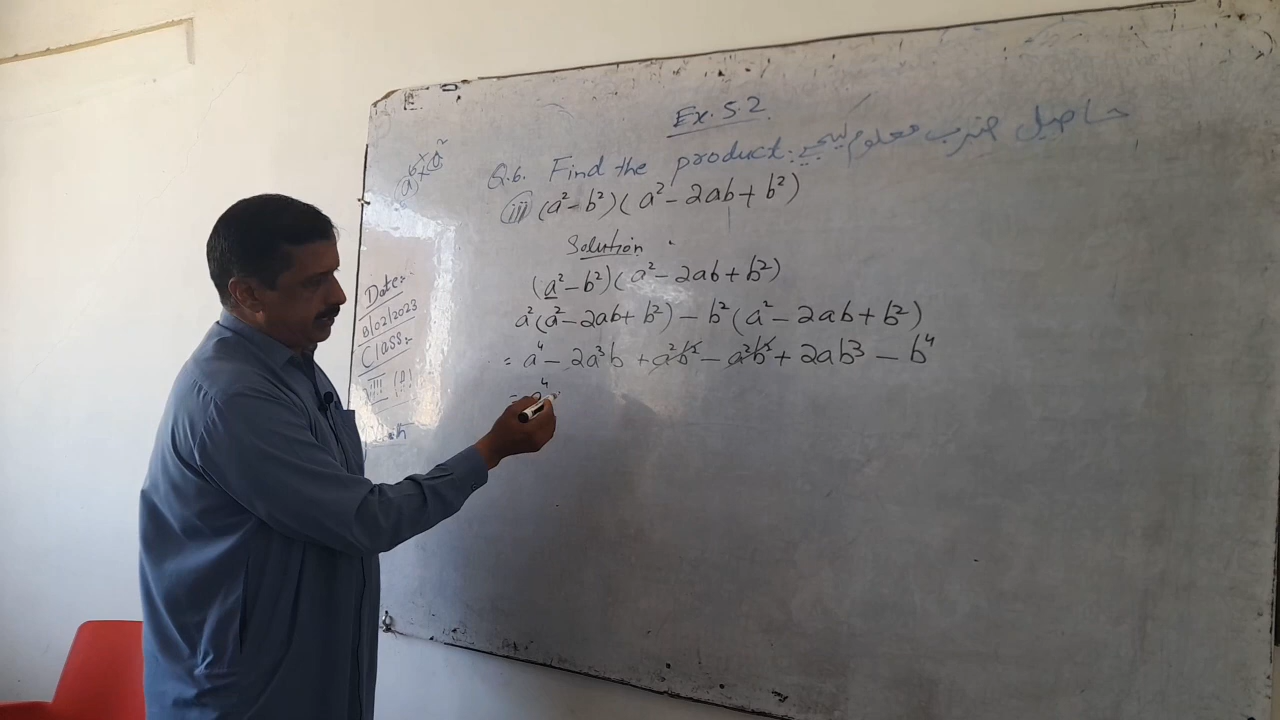 Ex. 5.2
Q.6. Find the product. حاصل ضرب معلوم کیجیے
(iii) (a² - b²)(a² - 2ab + b²)
Solution
(a² - b²)(a² - 2ab + b²)
a²(a² - 2ab + b²) - b²(a² - 2ab + b²)
= a⁴ - 2a³b + a²b² - a²b² + 2ab³ - b⁴
= a⁴
Date:-
8/02/2023
Class:-
VIII (A)